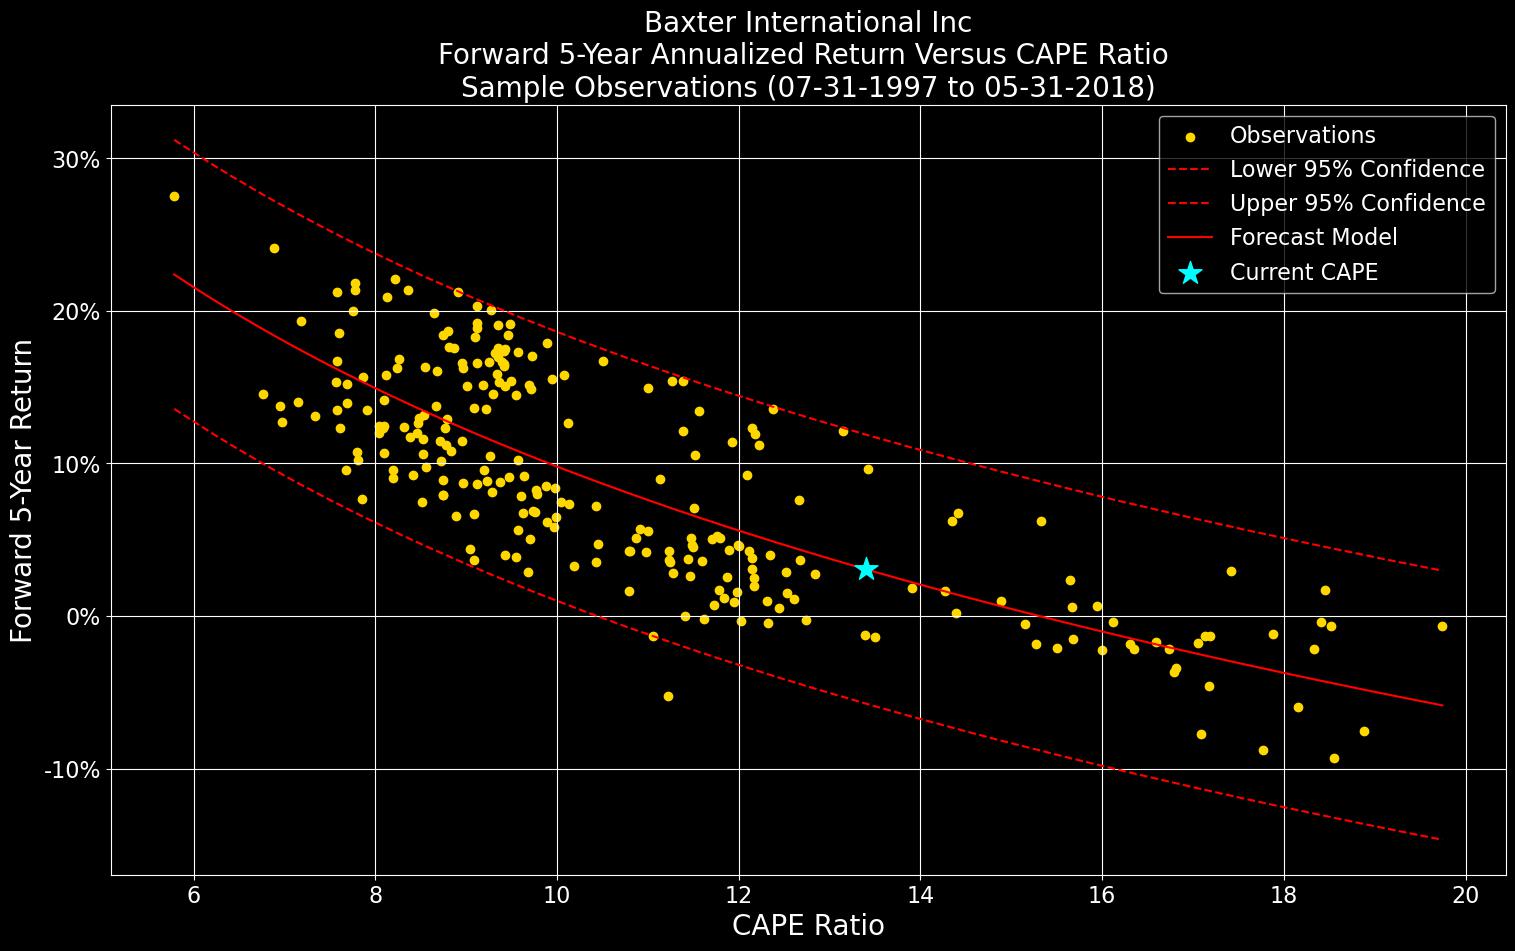 Baxter International Inc
Forward 5-Year Annualized Return Versus CAPE Ratio
Sample Observations (07-31-1997 to 05-31-2018)
Observations
Lower 95% Confidence
Upper 95% Confidence
Forecast Model
Current CAPE
Forward 5-Year Return
30%
20%
10%
0%
-10%
6 8 10 12 14 16 18 20
CAPE Ratio